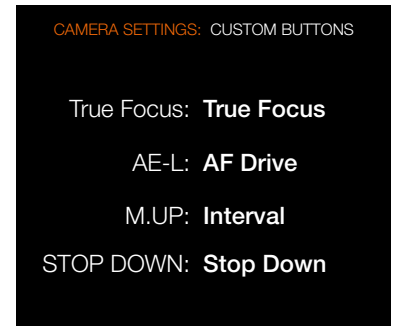 CAMERA SETTINGS: CUSTOM BUTTONS
True Focus: True Focus
AE-L: AF Drive
M.UP: Interval
STOP DOWN: Stop Down